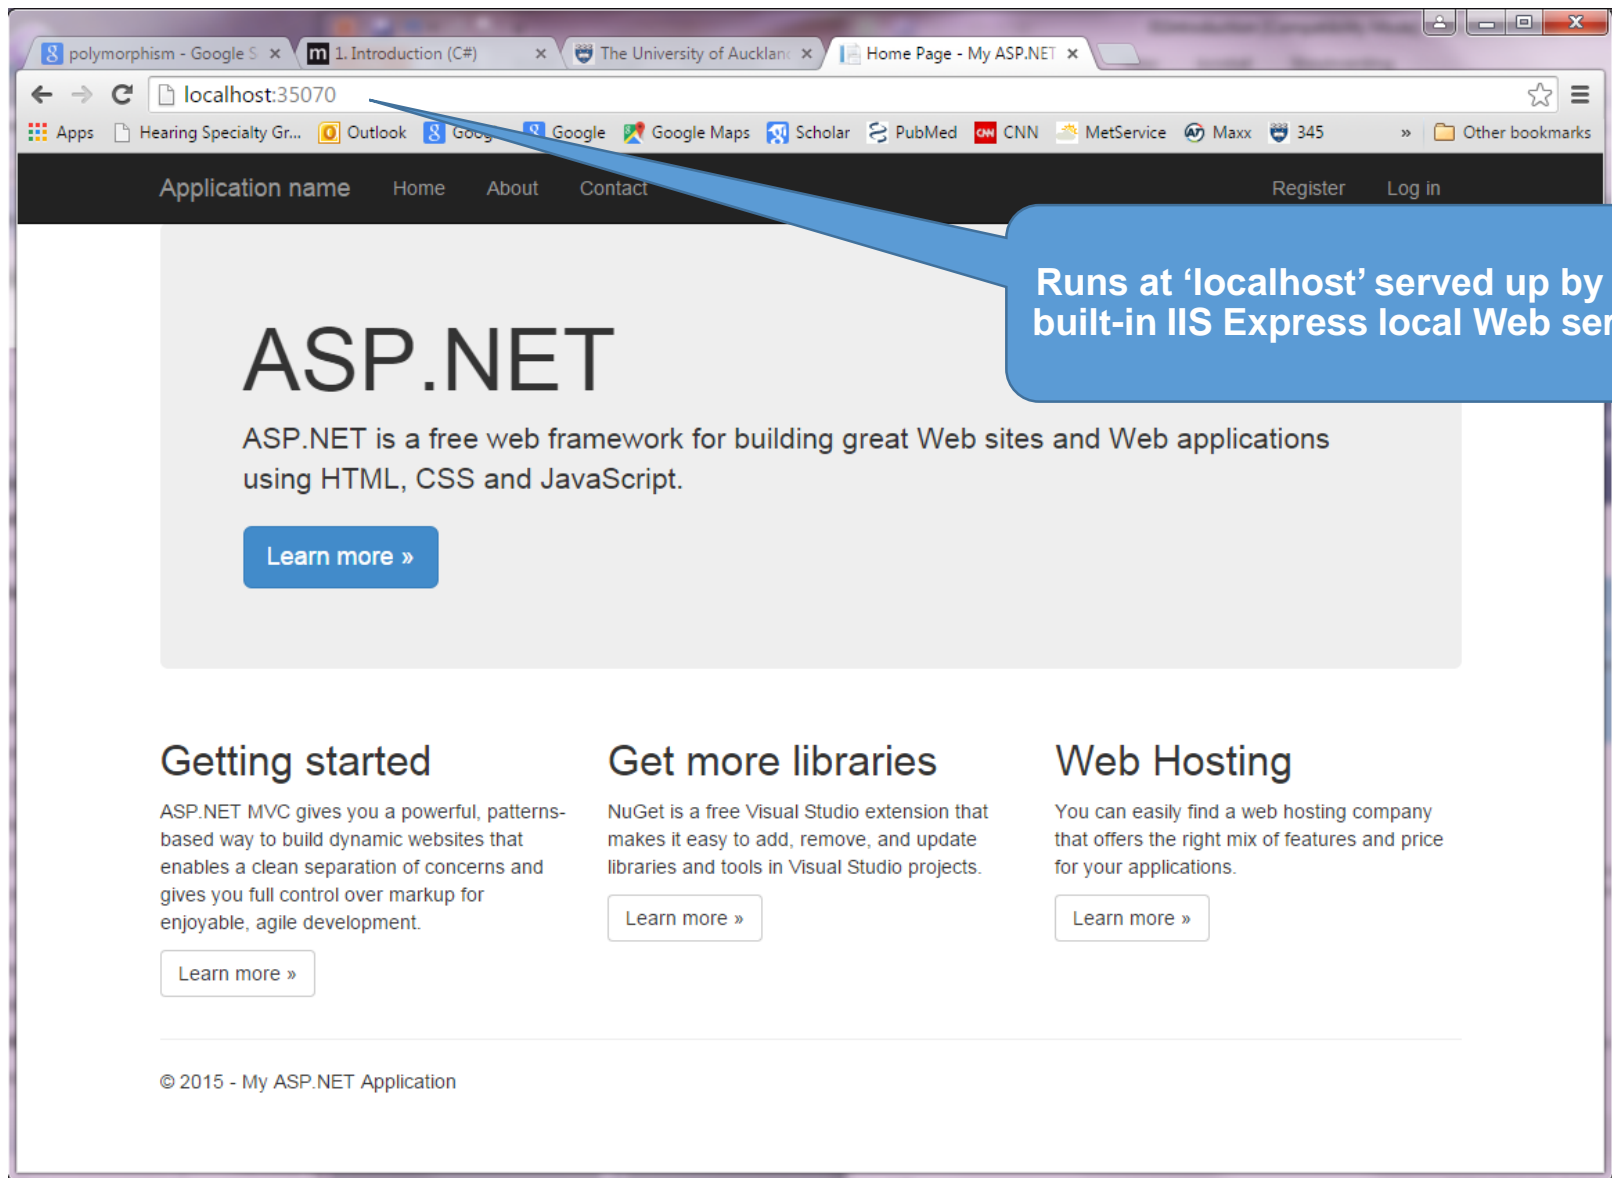 polymorphism - Google S
1. Introduction (C#)
The University of Auckland
Home Page - My ASP.NET
localhost:35070
Apps
Hearing Specialty Gr...
Outlook
Google
Google Maps
Scholar
PubMed
CNN
MetService
Maxx
345
»
Other bookmarks
Application name
Home
About
Contact
Register
Log in
Runs at ‘localhost’ served up by
built-in IIS Express local Web ser
ASP.NET
ASP.NET is a free web framework for building great Web sites and Web applications
using HTML, CSS and JavaScript.
Learn more »
Getting started
ASP.NET MVC gives you a powerful, patterns-
based way to build dynamic websites that
enables a clean separation of concerns and
gives you full control over markup for
enjoyable, agile development.
Learn more »
Get more libraries
NuGet is a free Visual Studio extension that
makes it easy to add, remove, and update
libraries and tools in Visual Studio projects.
Learn more »
Web Hosting
You can easily find a web hosting company
that offers the right mix of features and price
for your applications.
Learn more »
© 2015 - My ASP.NET Application